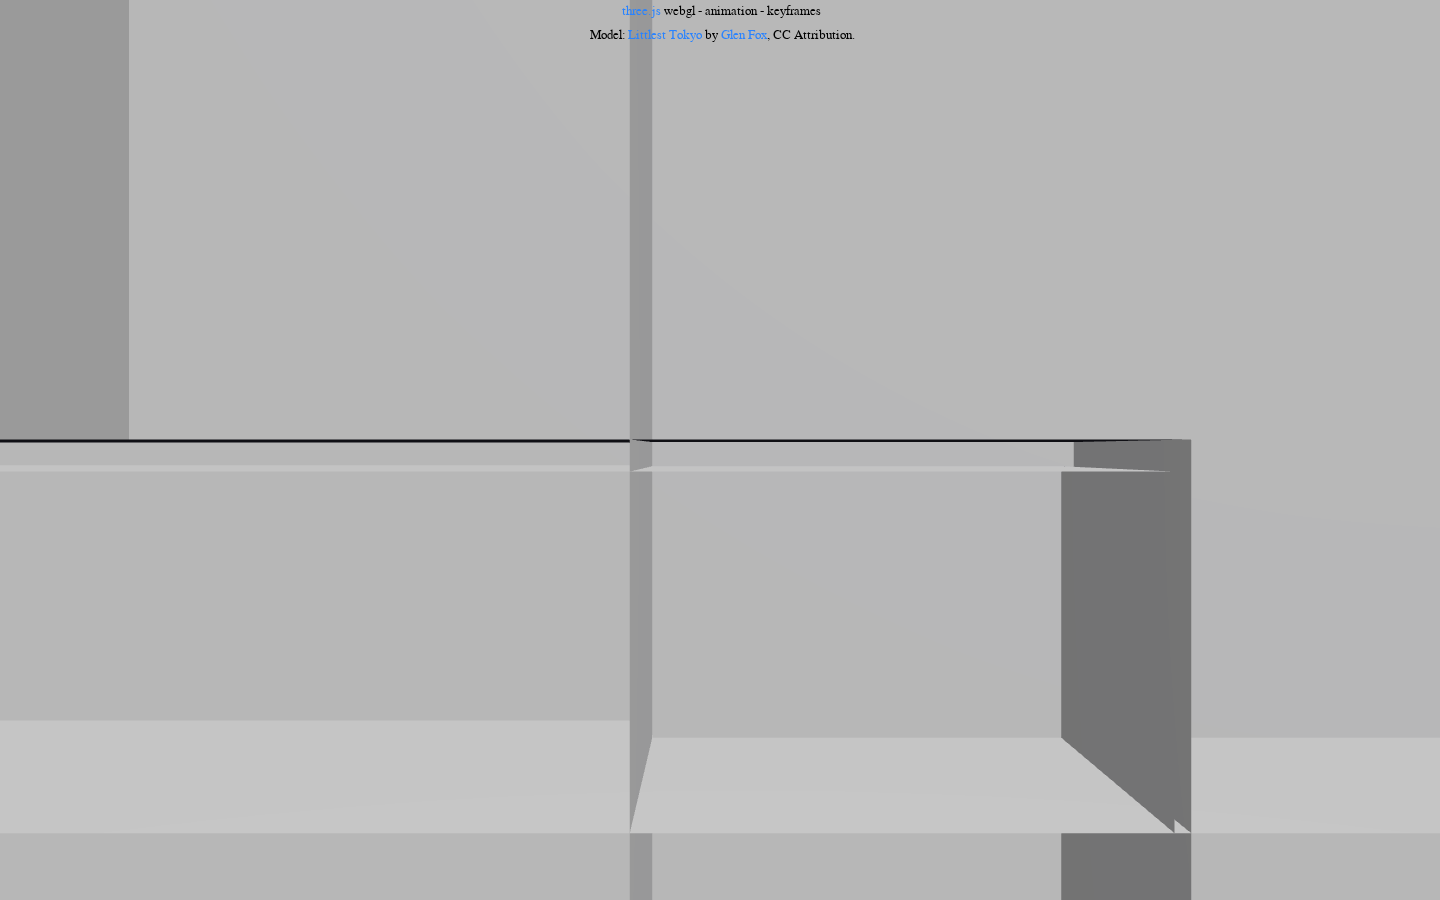 three.js webgl - animation - keyframes
Model: Littlest Tokyo by Glen Fox, CC Attribution.